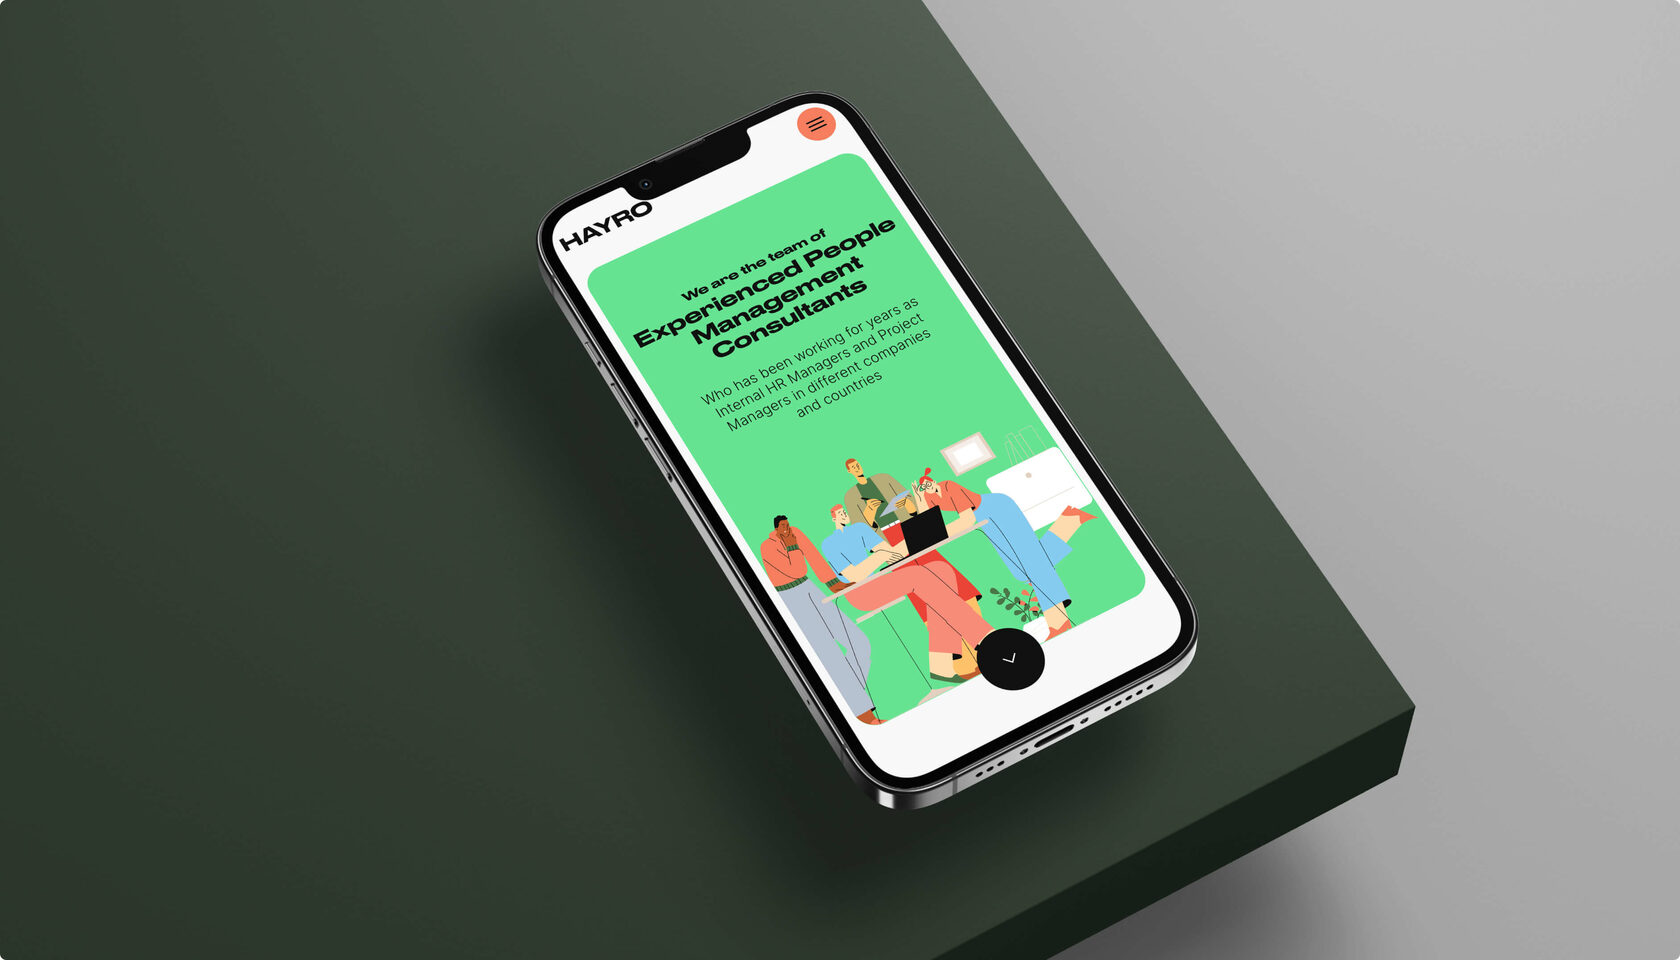 HAYRO
We are the team of
Experienced People
Management
Consultants
Who has been working for years as
Internal HR Managers and Project
Managers in different companies
and countries